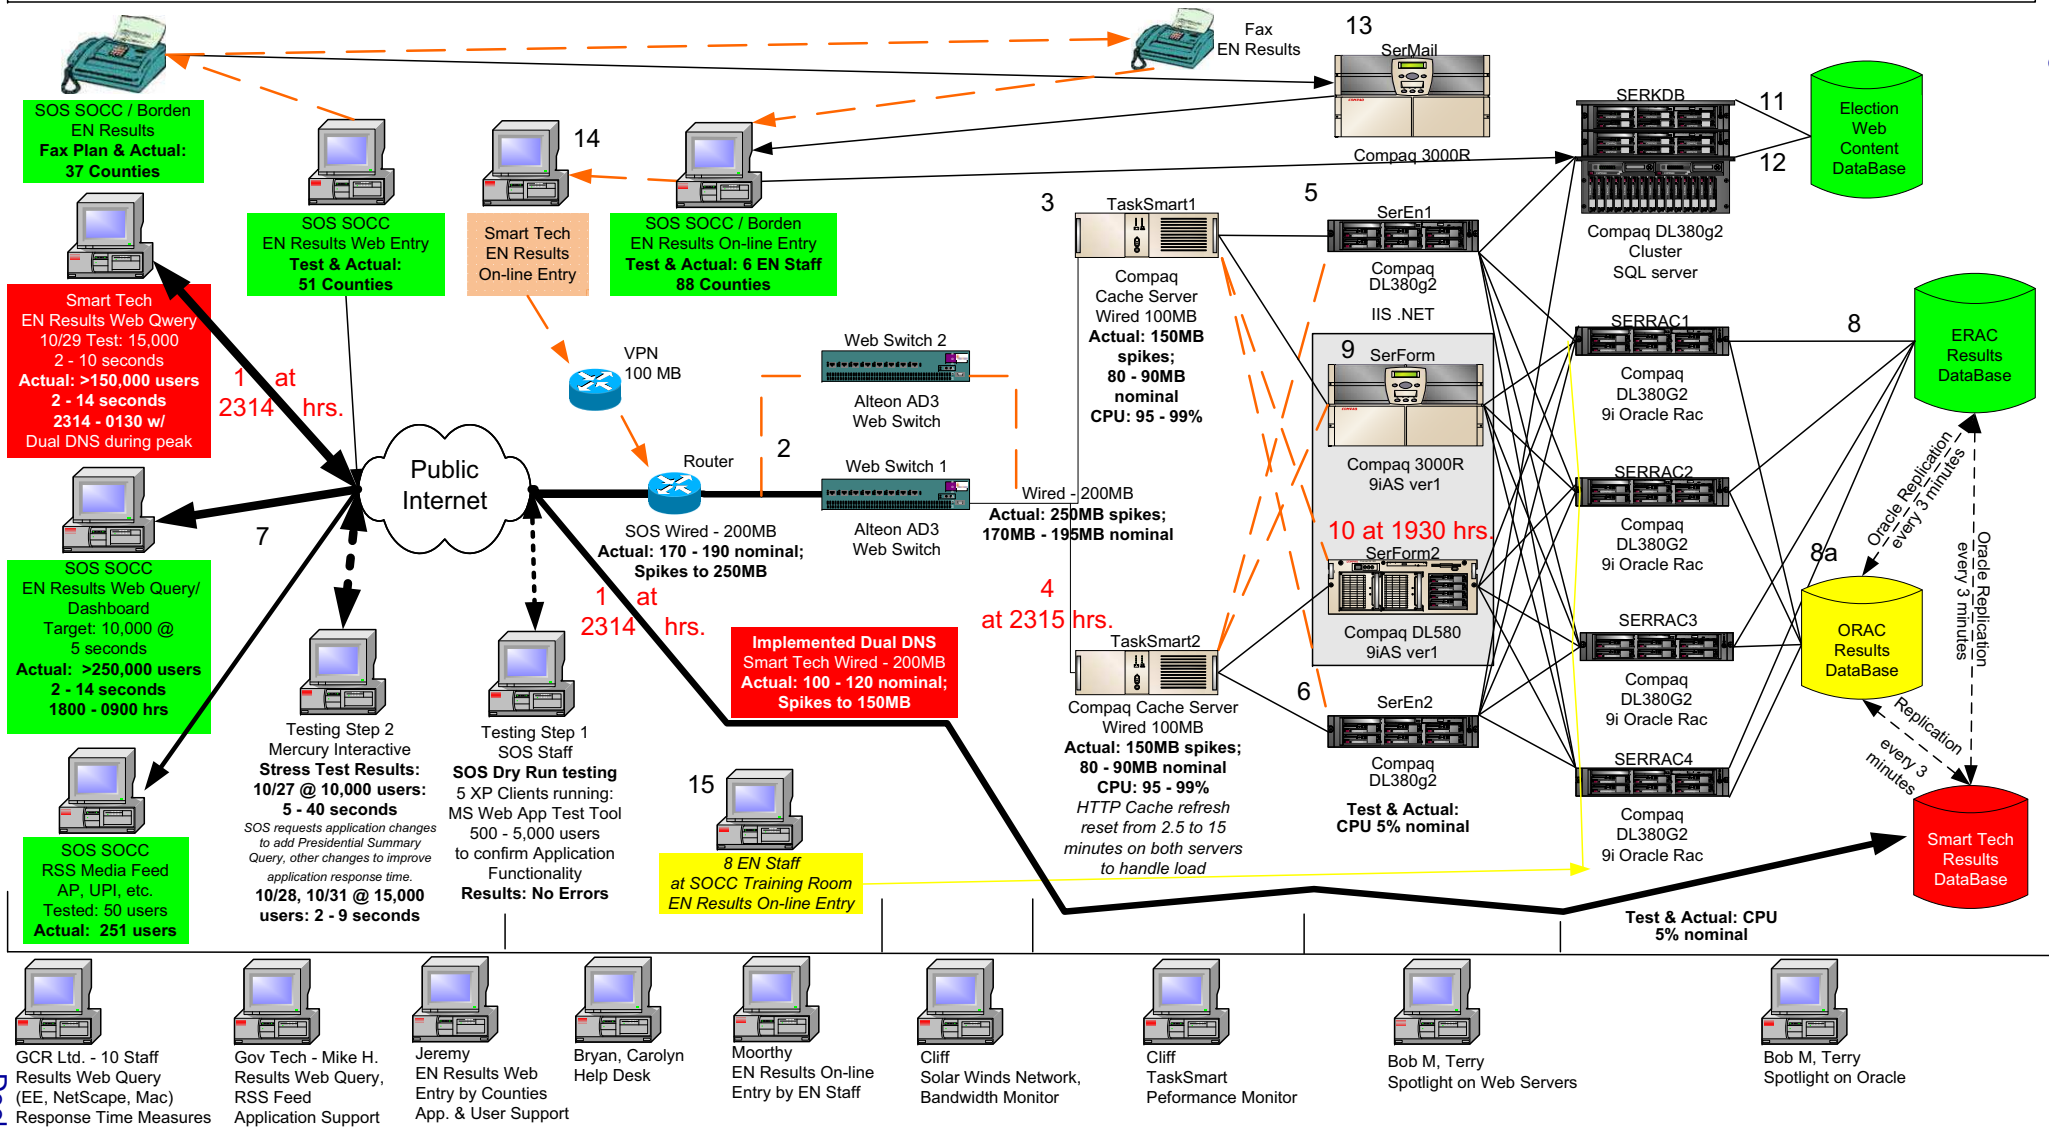 Fax
EN Results
13
SerMail
Compaq 3000R
SOS SOCC / Borden
EN Results
Fax Plan & Actual:
37 Counties
SOS SOCC
EN Results Web Entry
Test & Actual:
51 Counties
14
Smart Tech
EN Results
On-line Entry
SOS SOCC / Borden
EN Results On-line Entry
Test & Actual: 6 EN Staff
88 Counties
SERKDB
11
12
Compaq DL380g2
Cluster
SQL server
Election
Web
Content
DataBase
Smart Tech
EN Results Web Qwery
10/29 Test: 15,000
2 - 10 seconds
Actual: >150,000 users
2 - 14 seconds
2314 - 0130 w/
Dual DNS during peak
1 at
2314 hrs.
Public
Internet
VPN
100 MB
Router
SOS Wired - 200MB
Actual: 170 - 190 nominal;
Spikes to 250MB
2
Web Switch 2
Alteon AD3
Web Switch
Web Switch 1
Alteon AD3
Web Switch
Wired - 200MB
Actual: 250MB spikes;
170MB - 195MB nominal
3
TaskSmart1
Compaq
Cache Server
Wired 100MB
Actual: 150MB
spikes;
80 - 90MB
nominal
CPU: 95 - 99%
4
at 2315 hrs.
TaskSmart2
Compaq Cache Server
Wired 100MB
Actual: 150MB spikes;
80 - 90MB nominal
CPU: 95 - 99%
HTTP Cache refresh
reset from 2.5 to 15
minutes on both servers
to handle load
5
SerEn1
Compaq
DL380g2
IIS .NET
9
SerForm
Compaq 3000R
9iAS ver1
10 at 1930 hrs.
SerForm2
Compaq DL580
9iAS ver1
6
SerEn2
Compaq
DL380g2
Test & Actual:
CPU 5% nominal
SERRAC1
Compaq
DL380G2
9i Oracle Rac
SERRAC2
Compaq
DL380G2
9i Oracle Rac
SERRAC3
Compaq
DL380G2
9i Oracle Rac
SERRAC4
Compaq
DL380G2
9i Oracle Rac
Test & Actual: CPU
5% nominal
8
8a
ERAC
Results
DataBase
Oracle Replication
every 3 minutes
Oracle Replication
every 3 minutes
ORAC
Results
DataBase
Replication
every 3
minutes
Smart Tech
Results
DataBase
7
SOS SOCC
EN Results Web Query/
Dashboard
Target: 10,000 @
5 seconds
Actual: >250,000 users
2 - 14 seconds
1800 - 0900 hrs
SOS SOCC
RSS Media Feed
AP, UPI, etc.
Tested: 50 users
Actual: 251 users
Testing Step 2
Mercury Interactive
Stress Test Results:
10/27 @ 10,000 users:
5 - 40 seconds
SOS requests application changes
to add Presidential Summary
Query, other changes to improve
application response time.
10/28, 10/31 @ 15,000
users: 2 - 9 seconds
Testing Step 1
SOS Staff
SOS Dry Run testing
5 XP Clients running:
MS Web App Test Tool
500 - 5,000 users
to confirm Application
Functionality
Results: No Errors
1 at
2314 hrs.
Implemented Dual DNS
Smart Tech Wired - 200MB
Actual: 100 - 120 nominal;
Spikes to 150MB
15
8 EN Staff
at SOCC Training Room
EN Results On-line Entry
GCR Ltd. - 10 Staff
Results Web Query
(EE, NetScape, Mac)
Response Time Measures
Gov Tech - Mike H.
Results Web Query,
RSS Feed
Application Support
Jeremy
EN Results Web
Entry by Counties
App. & User Support
Bryan, Carolyn
Help Desk
Moorthy
EN Results On-line
Entry by EN Staff
Cliff
Solar Winds Network,
Bandwidth Monitor
Cliff
TaskSmart
Peformance Monitor
Bob M, Terry
Spotlight on Web Servers
Bob M, Terry
Spotlight on Oracle